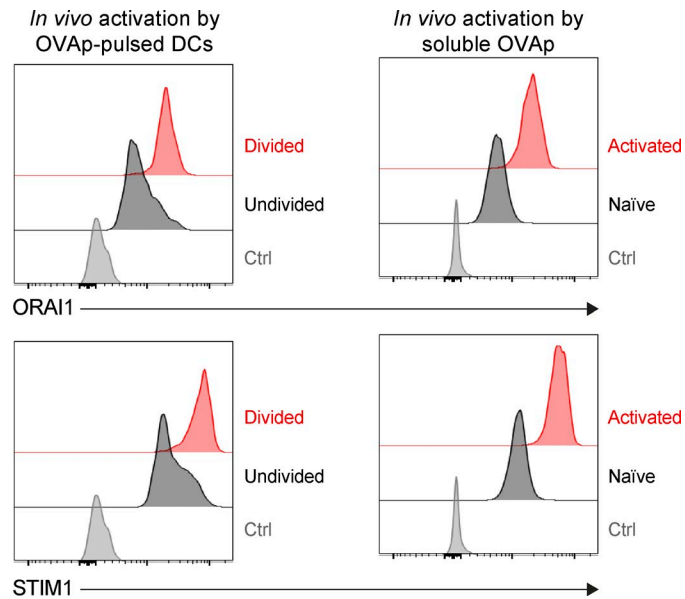 In vivo activation by
OVAp-pulsed DCs
In vivo activation by
soluble OVAp
Divided
Undivided
Ctrl
Activated
Naïve
Ctrl
ORAI1
Divided
Undivided
Ctrl
Activated
Naïve
Ctrl
STIM1